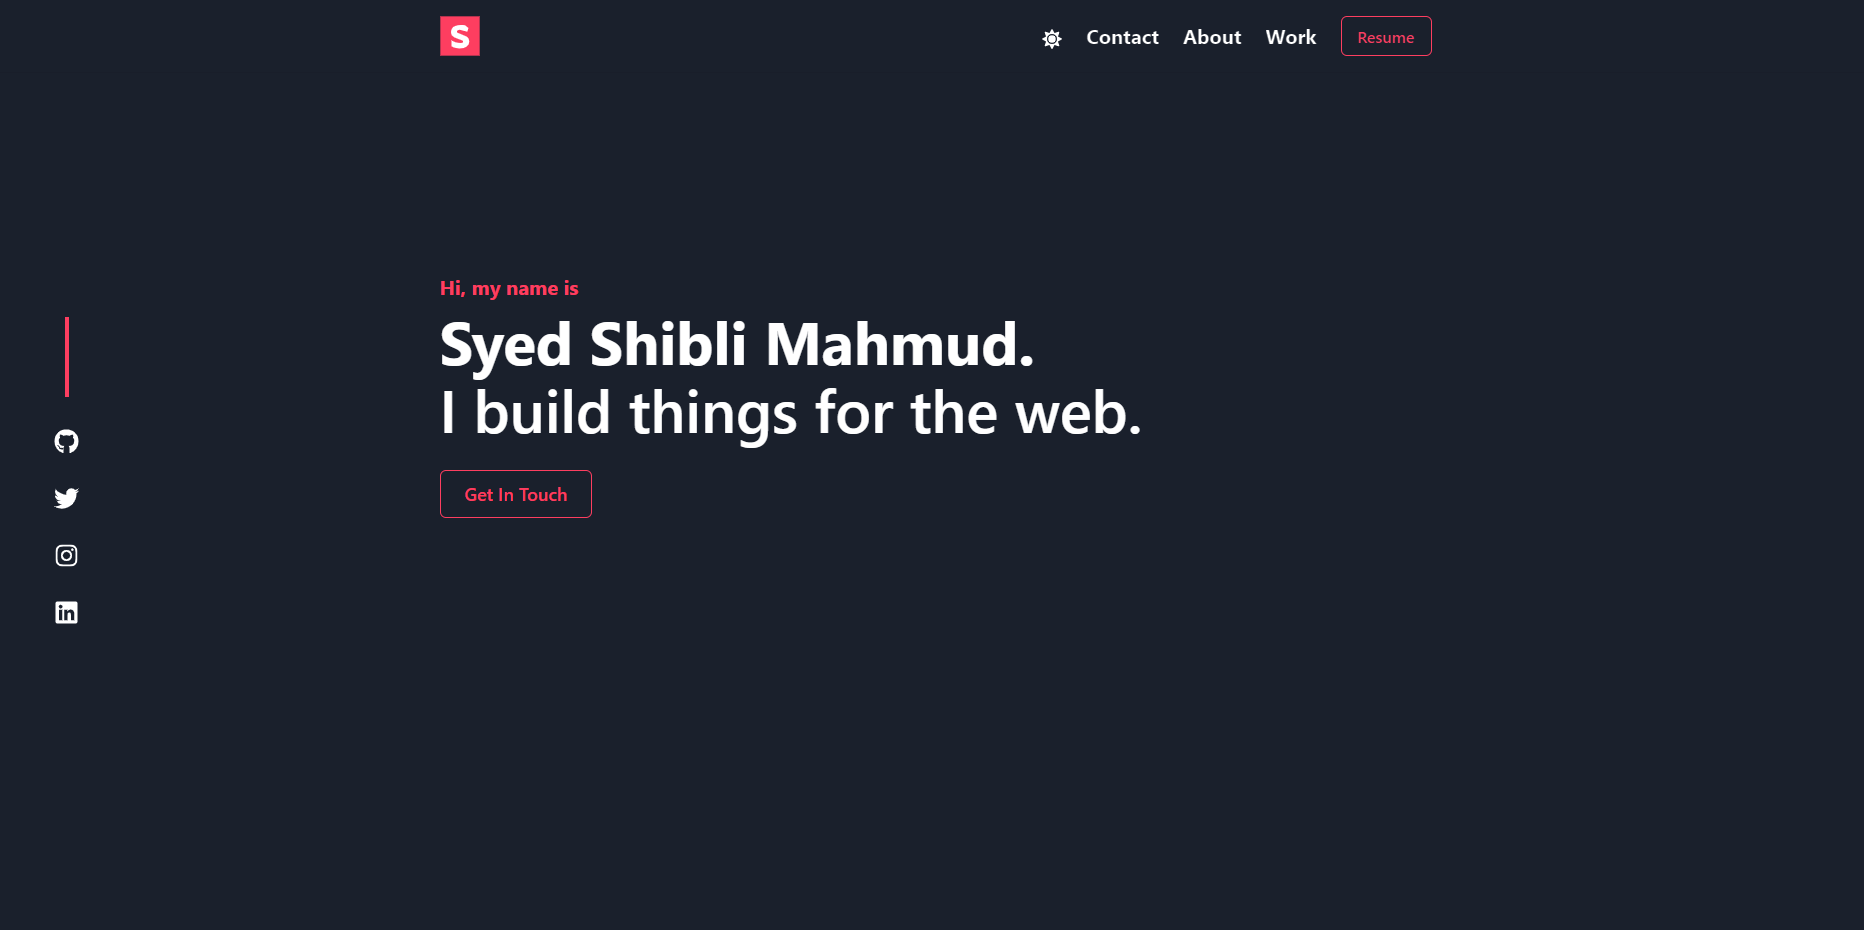 S
Contact About Work Resume
Hi, my name is
Syed Shibli Mahmud.
I build things for the web.
Get In Touch
in